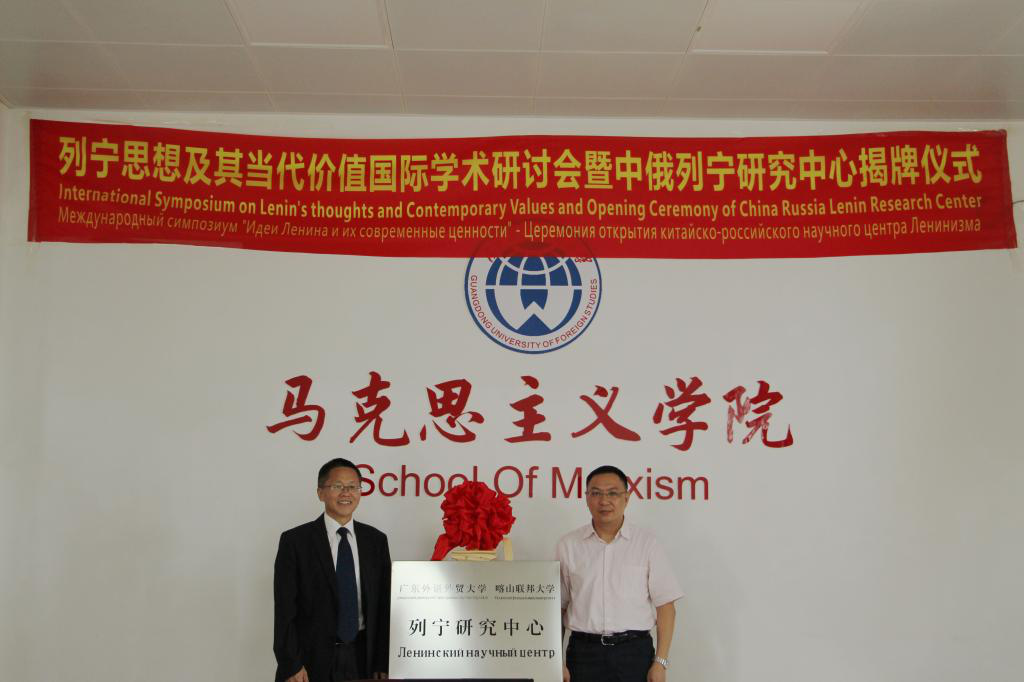 列宁思想及其当代价值国际学术研讨会暨中俄列宁研究中心揭牌仪式
International Symposium on Lenin's thoughts and Contemporary Values and Opening Ceremony of China Russia Lenin Research Center
Международный симпозиум "Идеи Ленина и их современные ценности" - Церемония открытия китайско-российского научного центра Ленинизма
GUANGDONG UNIVERSITY OF FOREIGN STUDIES
马克思主义学院
School Of M xism
广东外语外贸大学 喀山联邦大学
列宁研究中心
Ленинский научный центр